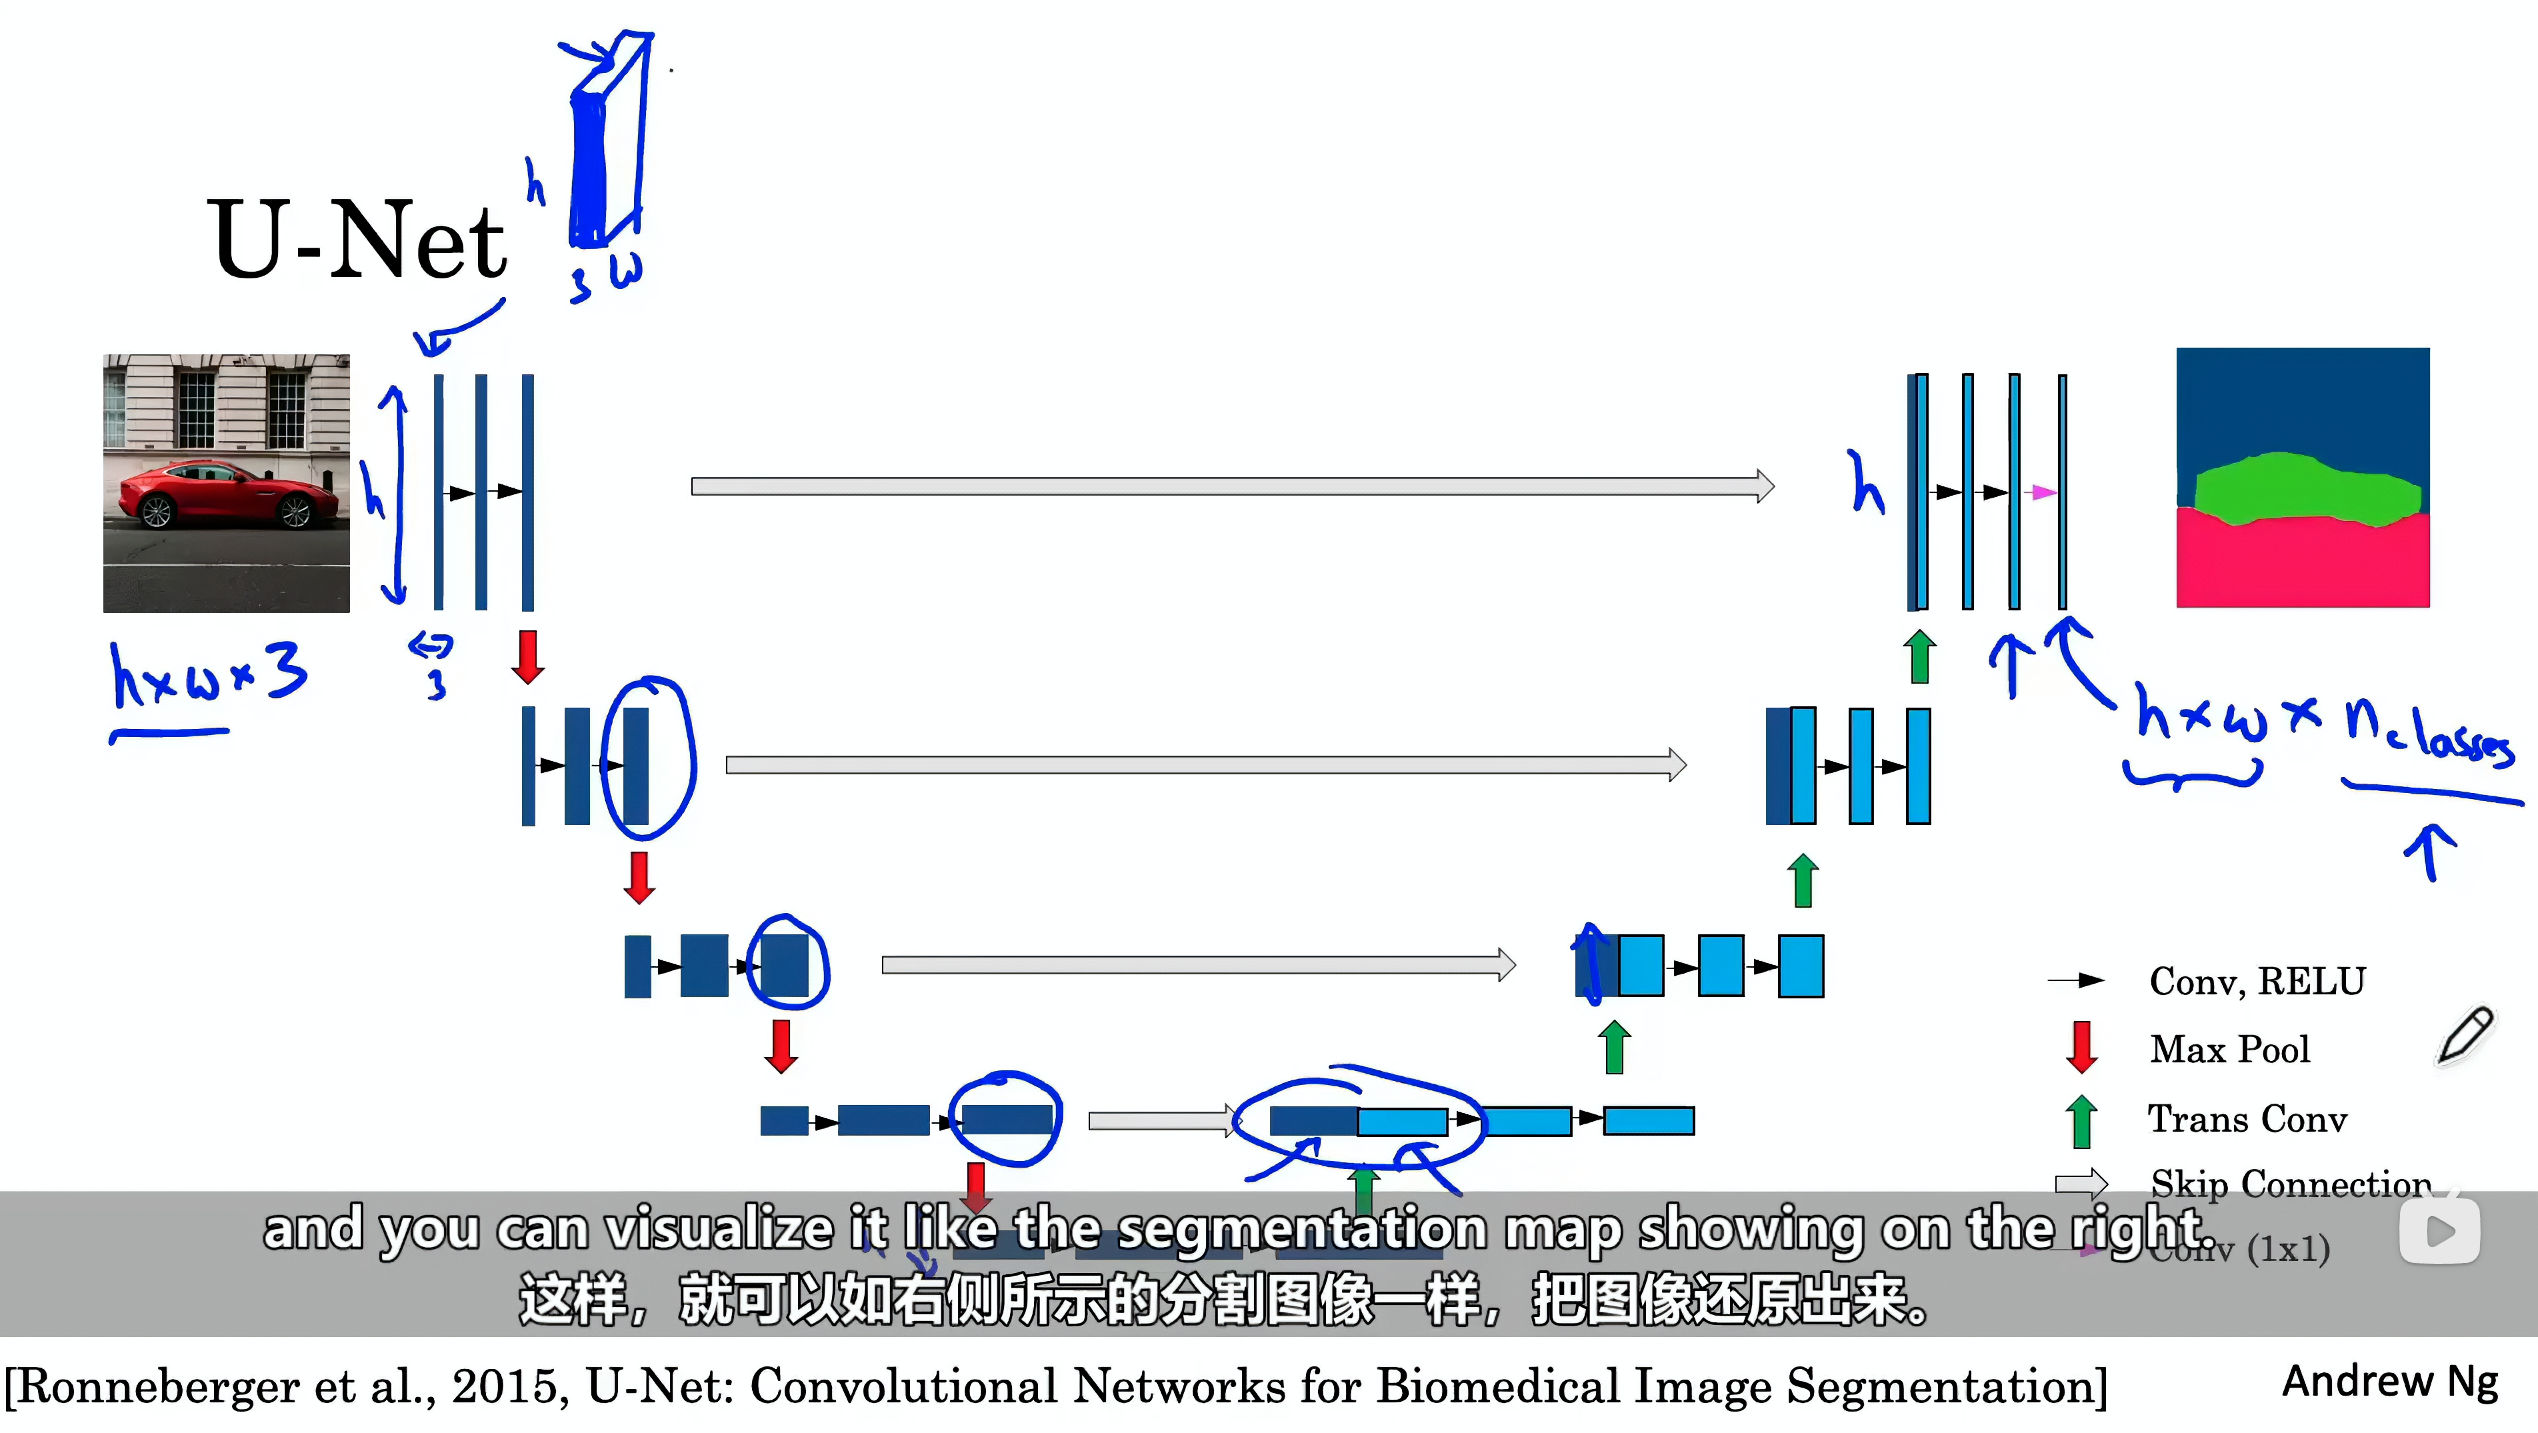 U-Net
h
3 w
h
3
h×w×3
h
h×w×nclasses
Conv, RELU
Max Pool
Trans Conv
Skip Connection
Conv (1x1)
and you can visualize it like the segmentation map showing on the right.
这样，就可以如右侧所示的分割图像一样，把图像还原出来。
[Ronneberger et al., 2015, U-Net: Convolutional Networks for Biomedical Image Segmentation]
Andrew Ng